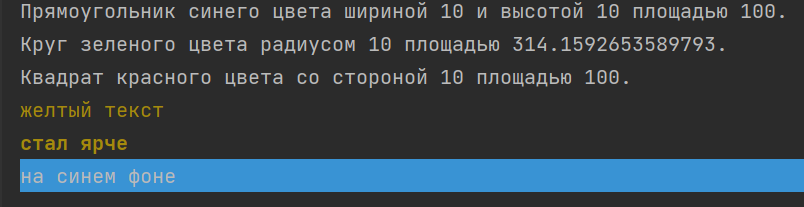 Прямоугольник синего цвета шириной 10 и высотой 10 площадью 100.
Круг зеленого цвета радиусом 10 площадью 314.1592653589793.
Квадрат красного цвета со стороной 10 площадью 100.
желтый текст
стал ярче
на синем фоне